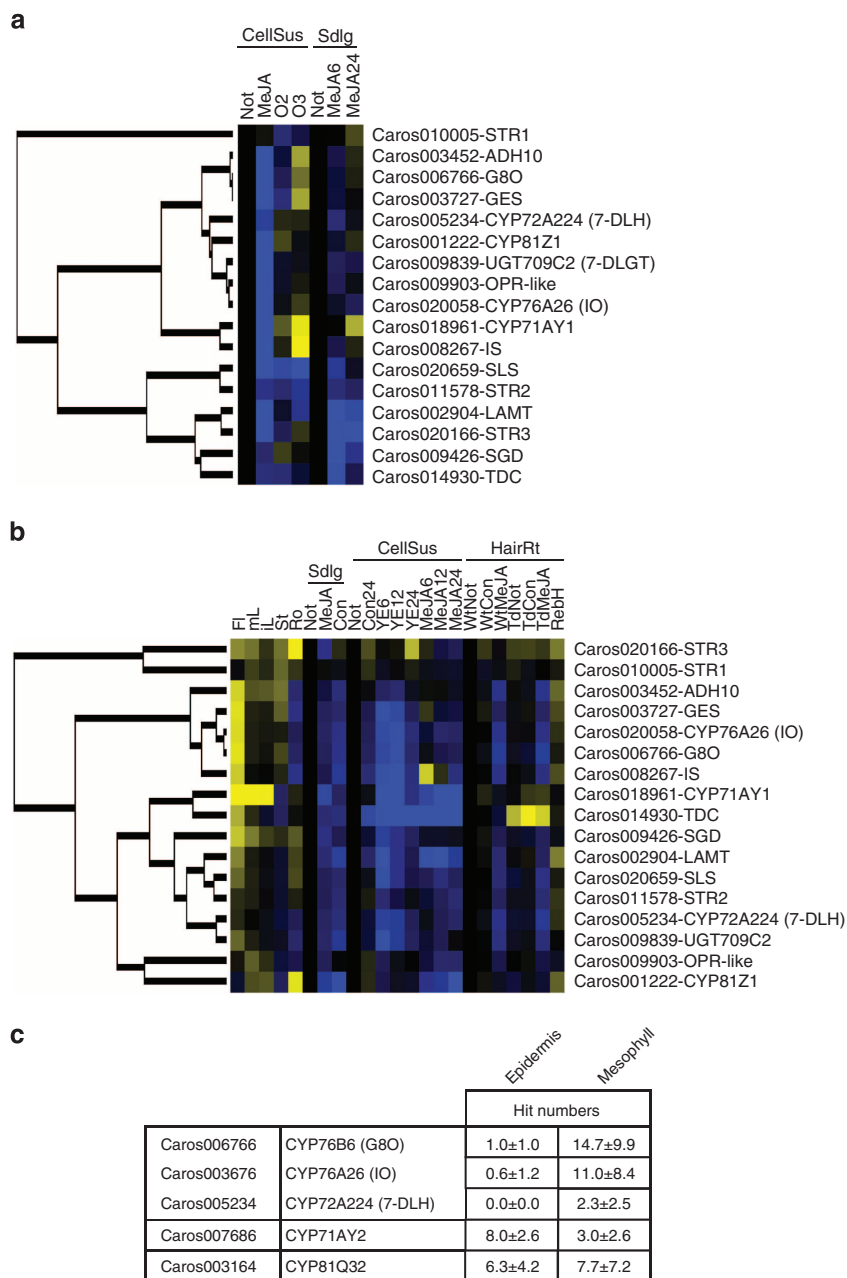 a
CellSus Sdlg
Not MeJA O2 O3 Not MeJA6 MeJA24
Caros010005-STR1
Caros003452-ADH10
Caros006766-G8O
Caros003727-GES
Caros005234-CYP72A224 (7-DLH)
Caros001222-CYP81Z1
Caros009839-UGT709C2 (7-DLGT)
Caros009903-OPR-like
Caros020058-CYP76A26 (IO)
Caros018961-CYP71AY1
Caros008267-IS
Caros020659-SLS
Caros011578-STR2
Caros002904-LAMT
Caros020166-STR3
Caros009426-SGD
Caros014930-TDC
b
CellSus HairRt
Sdlg
Fl mL iL St Ro Not MeJA Con Not Con24 YE6 YE12 YE24 MeJA6 MeJA12 MeJA24 WtNot WtCon WtMeJA TdNot TdCon TdMeJA RebH
Caros020166-STR3
Caros010005-STR1
Caros003452-ADH10
Caros003727-GES
Caros020058-CYP76A26 (IO)
Caros006766-G8O
Caros008267-IS
Caros018961-CYP71AY1
Caros014930-TDC
Caros009426-SGD
Caros002904-LAMT
Caros020659-SLS
Caros011578-STR2
Caros005234-CYP72A224 (7-DLH)
Caros009839-UGT709C2
Caros009903-OPR-like
Caros001222-CYP81Z1
c
Epidermis Mesophyll
Hit numbers
Caros006766 CYP76B6 (G8O) 1.0±1.0 14.7±9.9
Caros003676 CYP76A26 (IO) 0.6±1.2 11.0±8.4
Caros005234 CYP72A224 (7-DLH) 0.0±0.0 2.3±2.5
Caros007686 CYP71AY2 8.0±2.6 3.0±2.6
Caros003164 CYP81Q32 6.3±4.2 7.7±7.2